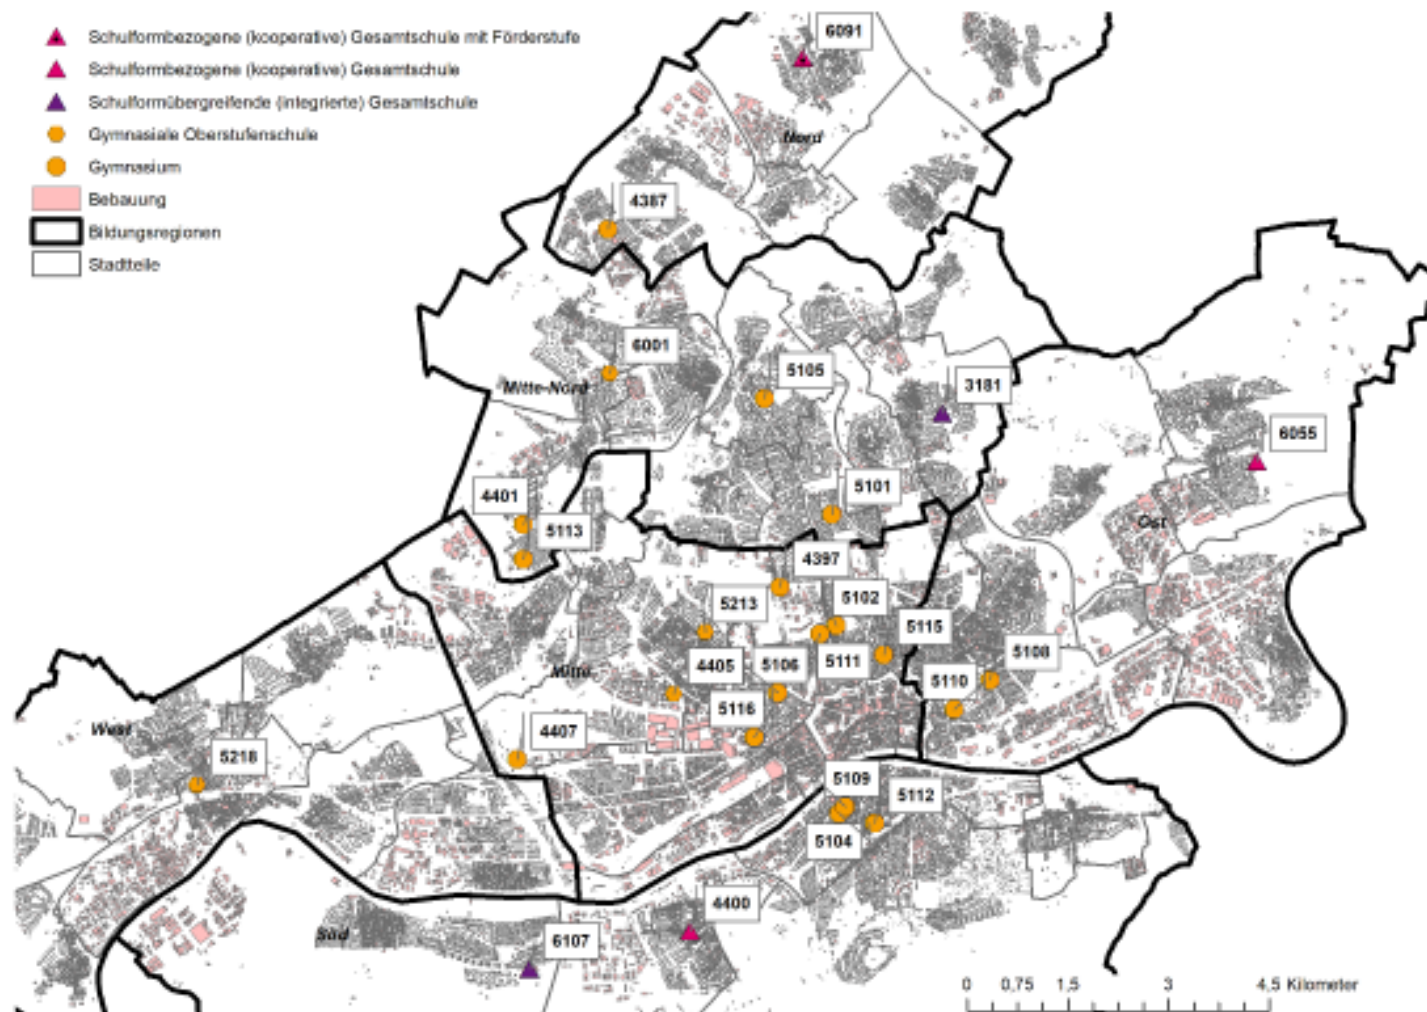 Schulformbezogene (kooperative) Gesamtschule mit Förderstufe
Schulformbezogene (kooperative) Gesamtschule
Schulformübergreifende (integrierte) Gesamtschule
Gymnasiale Oberstufenschule
Gymnasium
Bebauung
Bildungsregionen
Stadtteile
6091
Nord
4387
6001
Mitte-Nord
5105
3181
6055
4401
5101
5113
Ost
4397
5213
5102
5115
4405
5106
5111
5108
Mitte
5110
5116
West
4407
5218
5109
5112
5104
4400
Süd
6107
0 0,75 1,5 3 4,5 Kilometer